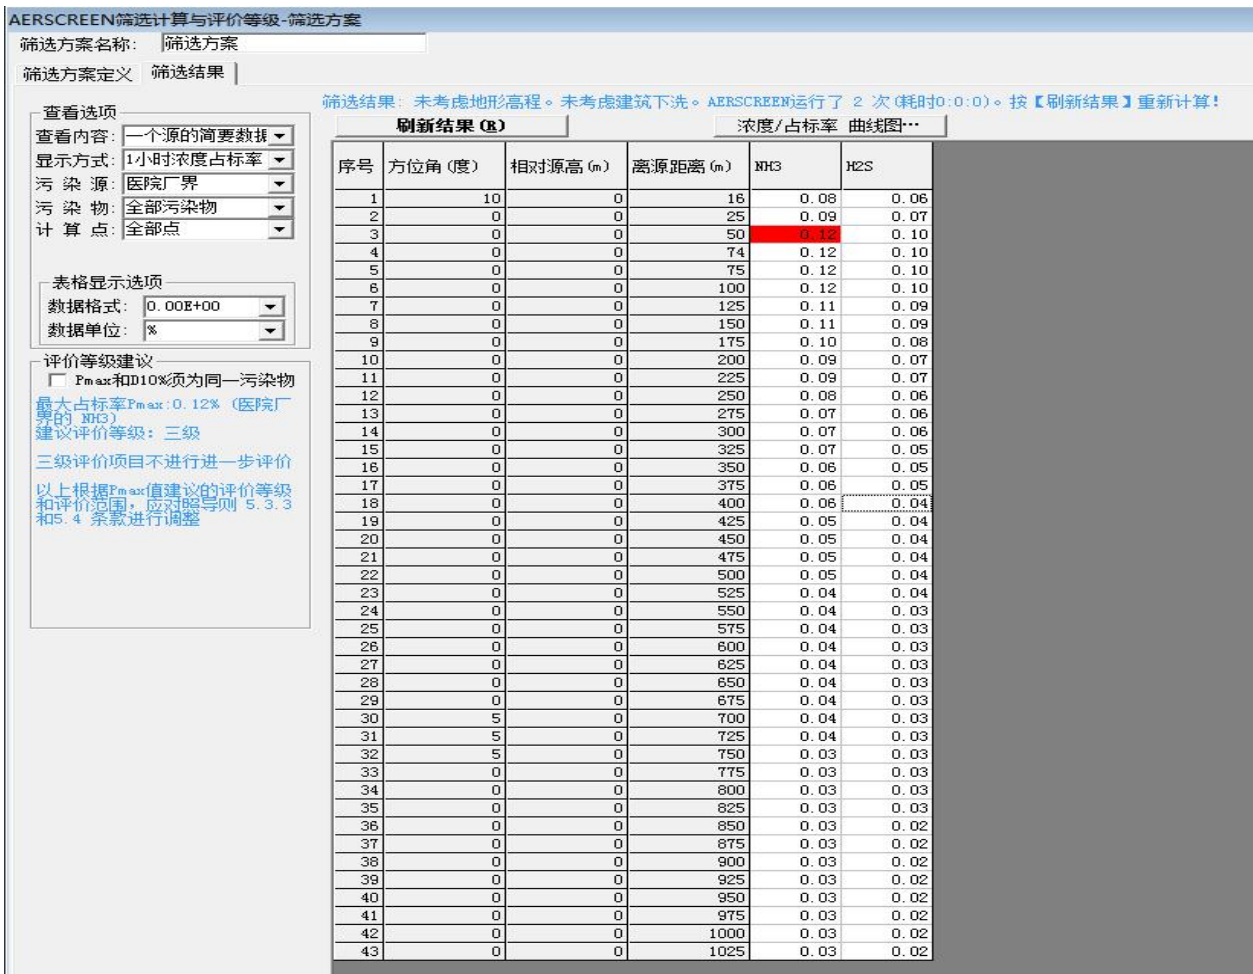 AERSCREEN筛选计算与评价等级-筛选方案
筛选方案名称: 筛选方案
筛选方案定义 筛选结果
筛选结果: 未考虑地形高程。未考虑建筑下洗。AERSCREEN运行了 2 次(耗时0:0:0)。按【刷新结果】重新计算!
刷新结果(R) 浓度/占标率 曲线图…
查看选项
查看内容: 一个源的简要数据
显示方式: 1小时浓度占标率
污 染 源: 医院厂界
污 染 物: 全部污染物
计 算 点: 全部点
表格显示选项
数据格式: 0.00E+00
数据单位: %
评价等级建议
Pmax和D10%须为同一污染物
最大占标率Pmax:0.12% (医院厂
界的 NH3)
建议评价等级: 三级
三级评价项目不进行进一步评价
以上根据Pmax值建议的评价等级
和评价范围,应对照导则 5.3.3
和5.4 条款进行调整
序号 方位角(度) 相对源高(m) 离源距离(m) NH3 H2S
1 10 0 16 0.08 0.06
2 0 0 25 0.09 0.07
3 0 0 50 0.12 0.10
4 0 0 74 0.12 0.10
5 0 0 75 0.12 0.10
6 0 0 100 0.12 0.10
7 0 0 125 0.11 0.09
8 0 0 150 0.11 0.09
9 0 0 175 0.10 0.08
10 0 0 200 0.09 0.07
11 0 0 225 0.09 0.07
12 0 0 250 0.08 0.06
13 0 0 275 0.07 0.06
14 0 0 300 0.07 0.06
15 0 0 325 0.07 0.05
16 0 0 350 0.06 0.05
17 0 0 375 0.06 0.05
18 0 0 400 0.06 0.04
19 0 0 425 0.05 0.04
20 0 0 450 0.05 0.04
21 0 0 475 0.05 0.04
22 0 0 500 0.05 0.04
23 0 0 525 0.04 0.04
24 0 0 550 0.04 0.03
25 0 0 575 0.04 0.03
26 0 0 600 0.04 0.03
27 0 0 625 0.04 0.03
28 0 0 650 0.04 0.03
29 0 0 675 0.04 0.03
30 5 0 700 0.04 0.03
31 5 0 725 0.04 0.03
32 5 0 750 0.03 0.03
33 0 0 775 0.03 0.03
34 0 0 800 0.03 0.03
35 0 0 825 0.03 0.03
36 0 0 850 0.03 0.02
37 0 0 875 0.03 0.02
38 0 0 900 0.03 0.02
39 0 0 925 0.03 0.02
40 0 0 950 0.03 0.02
41 0 0 975 0.03 0.02
42 0 0 1000 0.03 0.02
43 0 0 1025 0.03 0.02